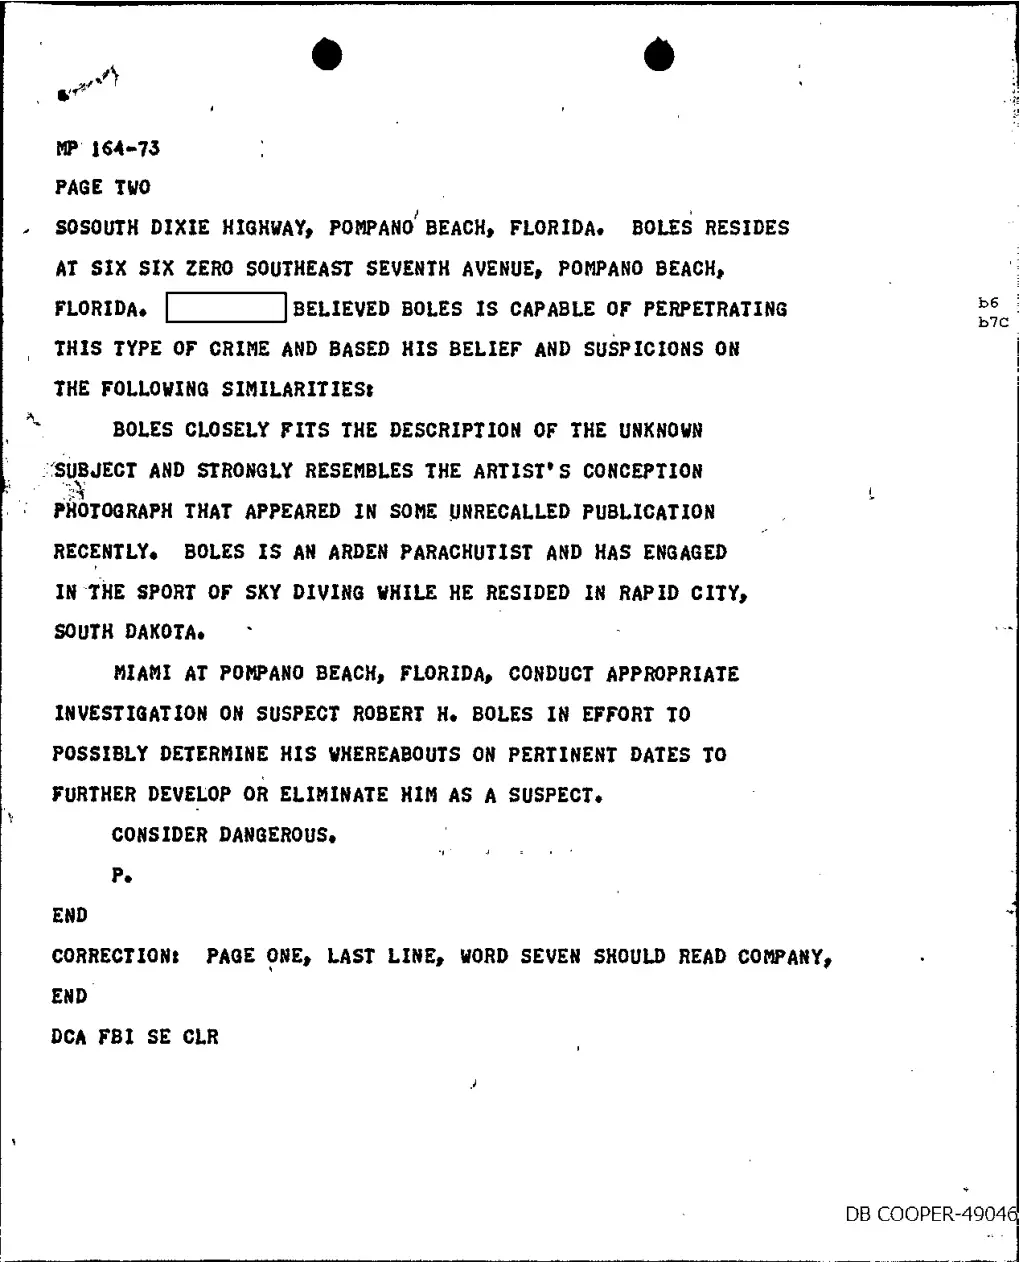 MP 164-73
PAGE TWO
SOSOUTH DIXIE HIGHWAY, POMPANO BEACH, FLORIDA. BOLES RESIDES
AT SIX SIX ZERO SOUTHEAST SEVENTH AVENUE, POMPANO BEACH,
FLORIDA. BELIEVED BOLES IS CAPABLE OF PERPETRATING
b6
b7C
THIS TYPE OF CRIME AND BASED HIS BELIEF AND SUSPICIONS ON
THE FOLLOWING SIMILARITIES:
BOLES CLOSELY FITS THE DESCRIPTION OF THE UNKNOWN
SUBJECT AND STRONGLY RESEMBLES THE ARTIST'S CONCEPTION
PHOTOGRAPH THAT APPEARED IN SOME UNRECALLED PUBLICATION
RECENTLY. BOLES IS AN ARDEN PARACHUTIST AND HAS ENGAGED
IN THE SPORT OF SKY DIVING WHILE HE RESIDED IN RAPID CITY,
SOUTH DAKOTA.
MIAMI AT POMPANO BEACH, FLORIDA, CONDUCT APPROPRIATE
INVESTIGATION ON SUSPECT ROBERT H. BOLES IN EFFORT TO
POSSIBLY DETERMINE HIS WHEREABOUTS ON PERTINENT DATES TO
FURTHER DEVELOP OR ELIMINATE HIM AS A SUSPECT.
CONSIDER DANGEROUS.
P.
END
CORRECTION: PAGE ONE, LAST LINE, WORD SEVEN SHOULD READ COMPANY,
END
DCA FBI SE CLR
DB COOPER-49046